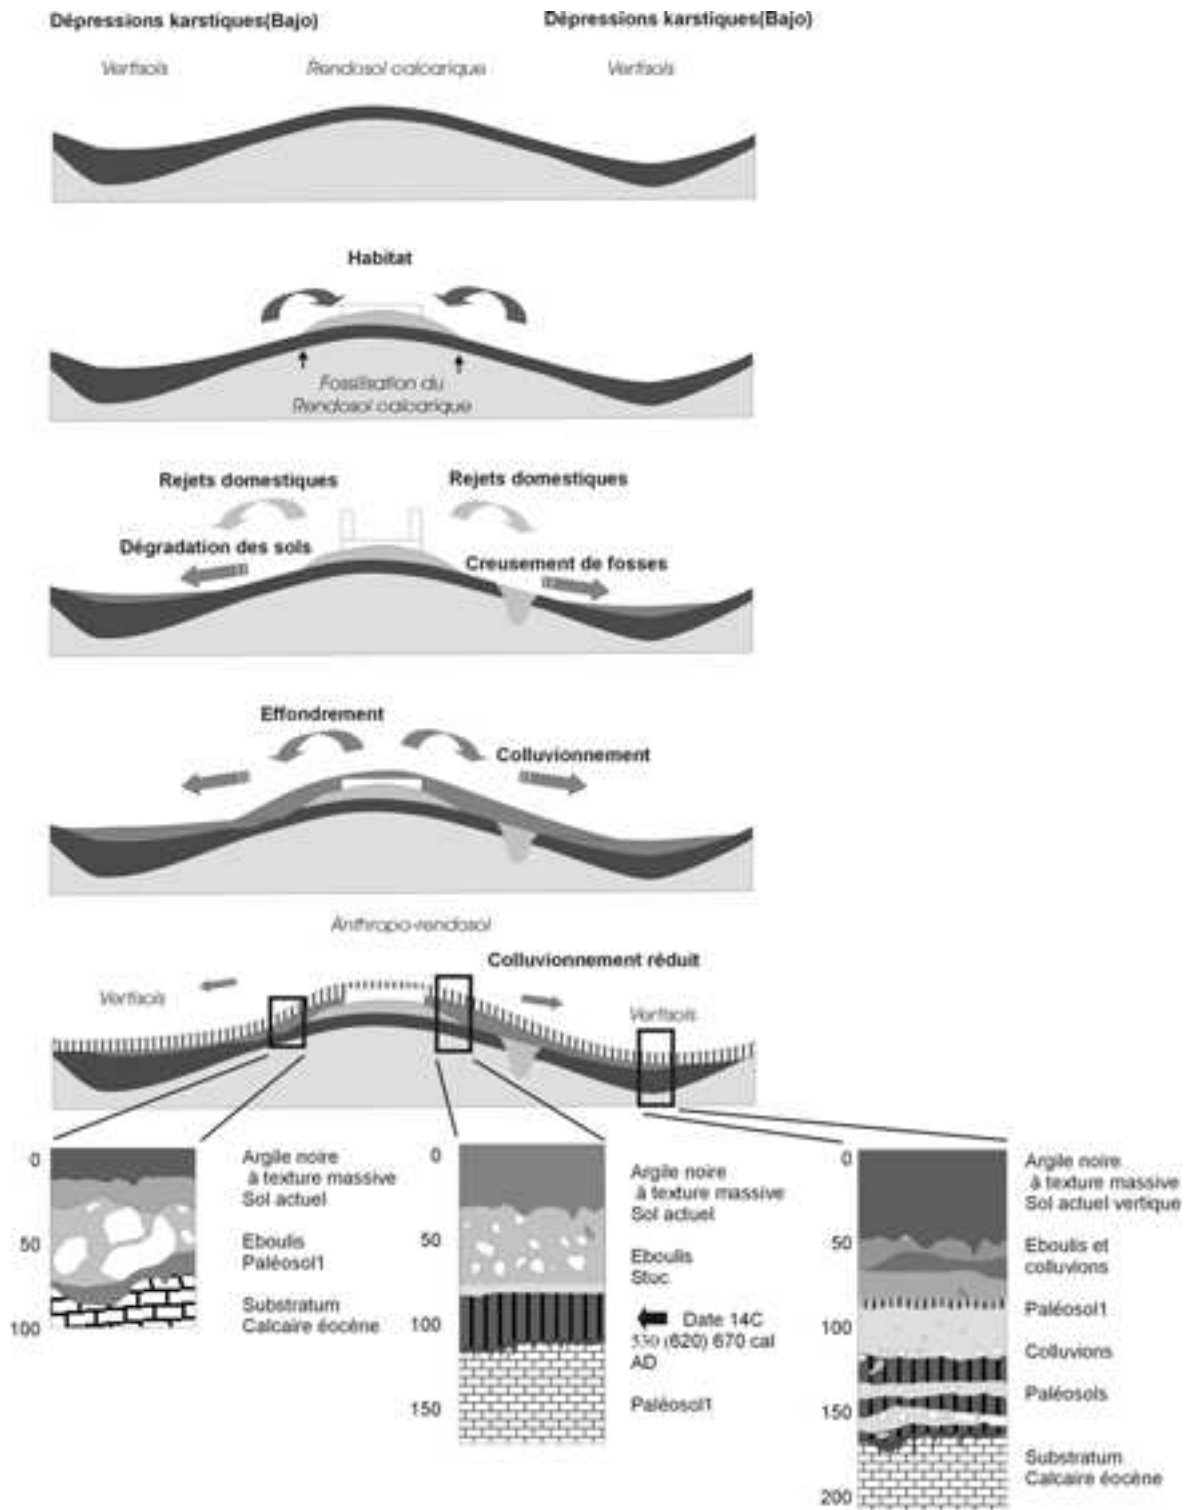 Dépressions karstiques(Bajo)
Dépressions karstiques(Bajo)
Vertisols
Rendosol calcarique
Vertisols
Habitat
Fossilisation du
Rendosol calcarique
Rejets domestiques
Rejets domestiques
Dégradation des sols
Creusement de fosses
Effondrement
Colluvionnement
Anthropo-rendosol
Colluvionnement réduit
Vertisols
Vertisols
0
50
100
Argile noire
à texture massive
Sol actuel
Eboulis
Paléosol1
Substratum
Calcaire éocène
0
50
100
150
Argile noire
à texture massive
Sol actuel
Eboulis
Stuc
Date 14C
530 (620) 670 cal
AD
Paléosol1
0
50
100
150
200
Argile noire
à texture massive
Sol actuel vertique
Eboulis et
colluvions
Paléosol1
Colluvions
Paléosols
Substratum
Calcaire éocène